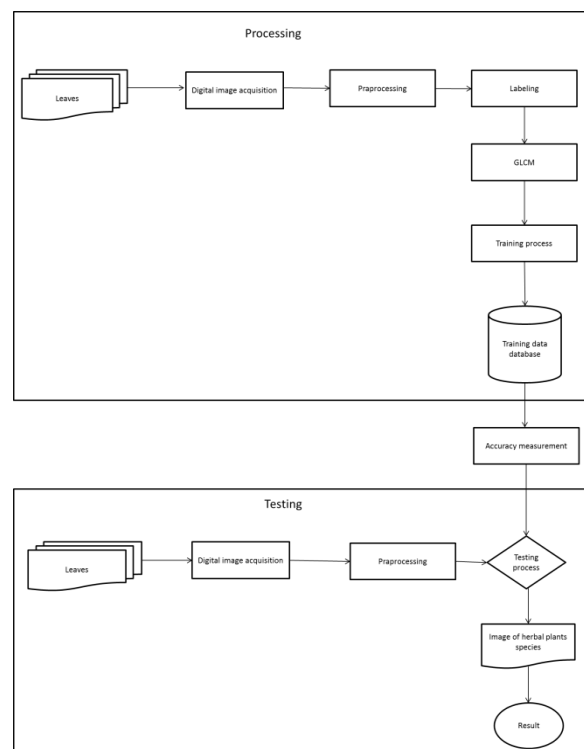 Processing
Leaves
Digital image acquisition
Praprocessing
Labeling
GLCM
Training process
Training data
database
Accuracy measurement
Testing
Leaves
Digital image acquisition
Praprocessing
Testing
process
Image of herbal plants
species
Result